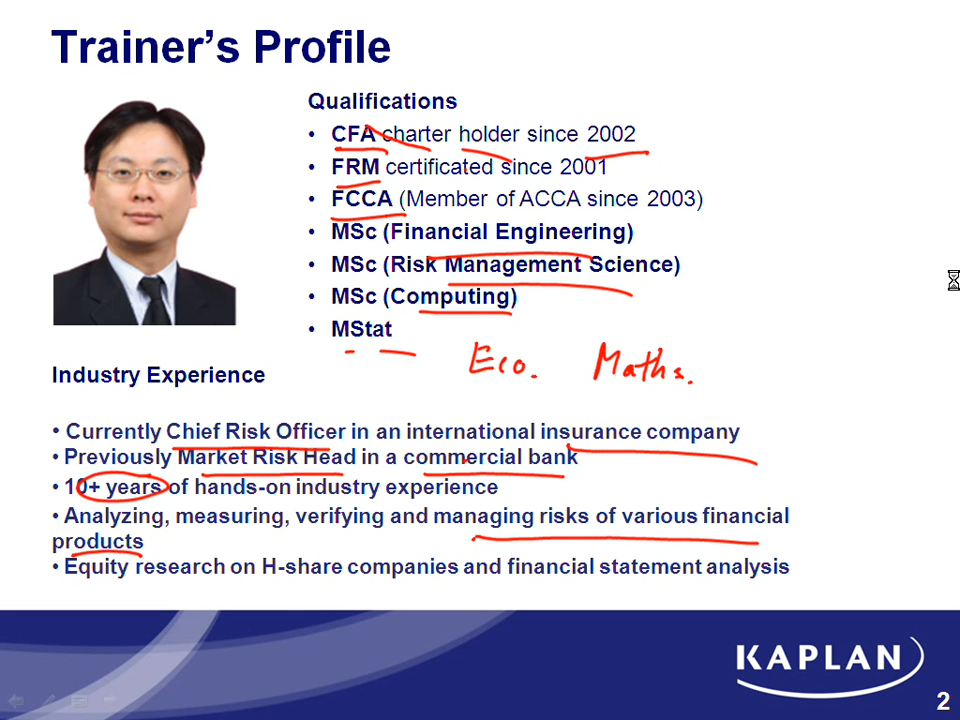 Trainer's Profile
Qualifications
• CFA charter holder since 2002
• FRM certificated since 2001
• FCCA (Member of ACCA since 2003)
• MSc (Financial Engineering)
• MSc (Risk Management Science)
• MSc (Computing)
• MStat
Eco. Maths.
Industry Experience
• Currently Chief Risk Officer in an international insurance company
• Previously Market Risk Head in a commercial bank
• 10+ years of hands-on industry experience
• Analyzing, measuring, verifying and managing risks of various financial
products
• Equity research on H-share companies and financial statement analysis
KAPLAN
2